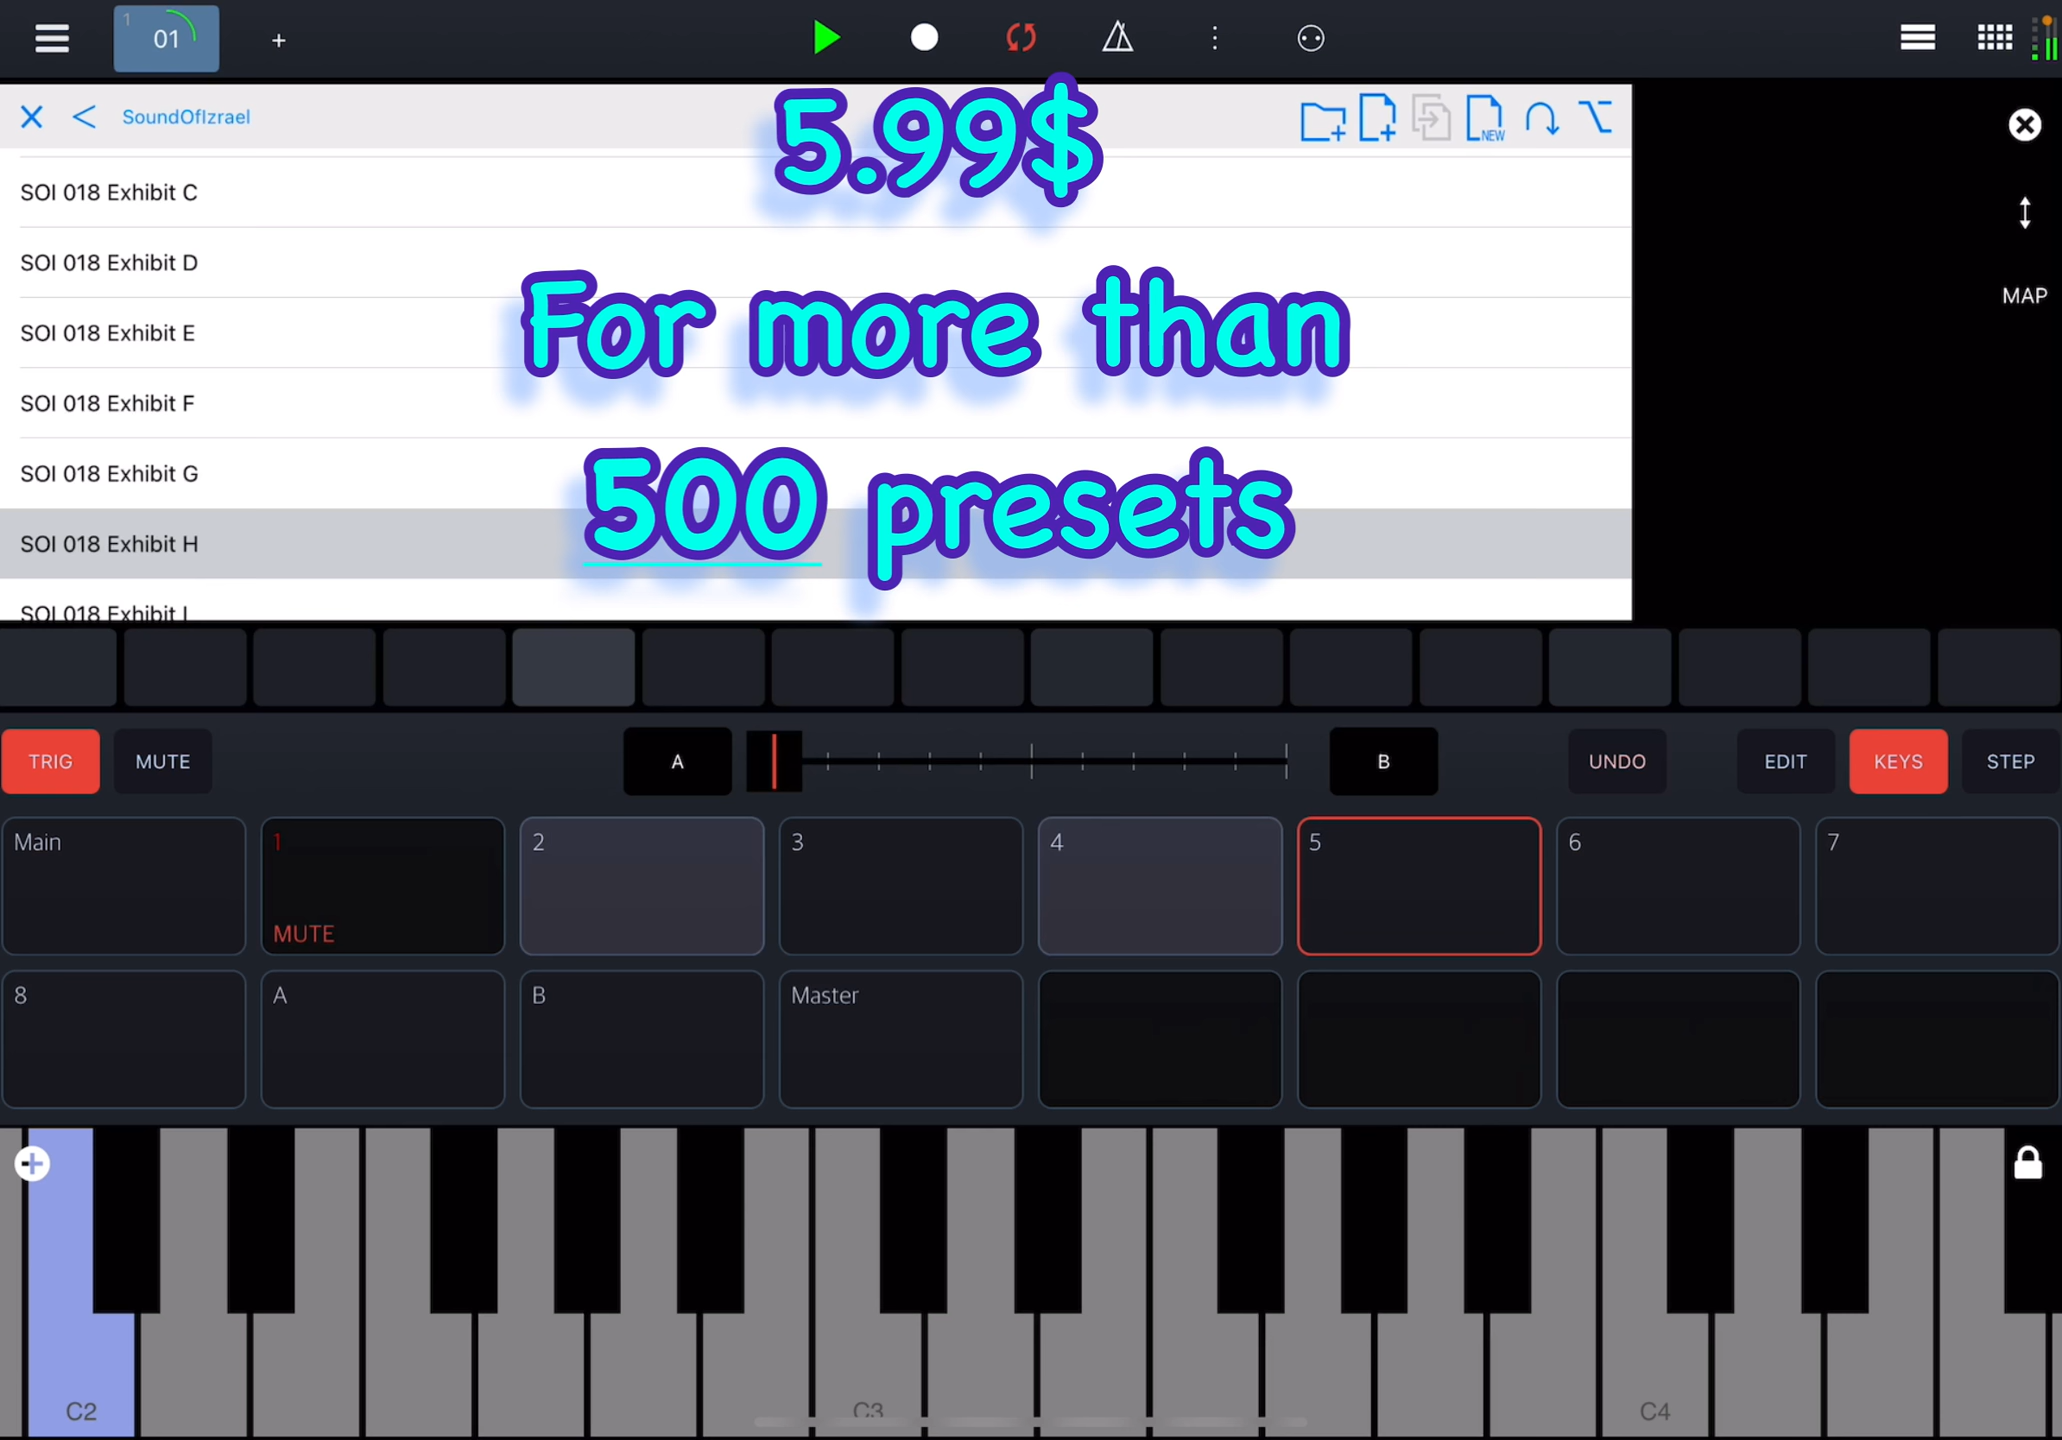 1
01
+
SoundOfIzrael
NEW
5.99$
SOI 018 Exhibit C
SOI 018 Exhibit D
MAP
For more than
SOI 018 Exhibit E
SOI 018 Exhibit F
SOI 018 Exhibit G
500 presets
SOI 018 Exhibit H
SOI 018 Exhibit I
TRIG
MUTE
A
B
UNDO
EDIT
KEYS
STEP
Main
1
2
3
4
5
6
7
MUTE
8
A
B
Master
C2
C3
C4